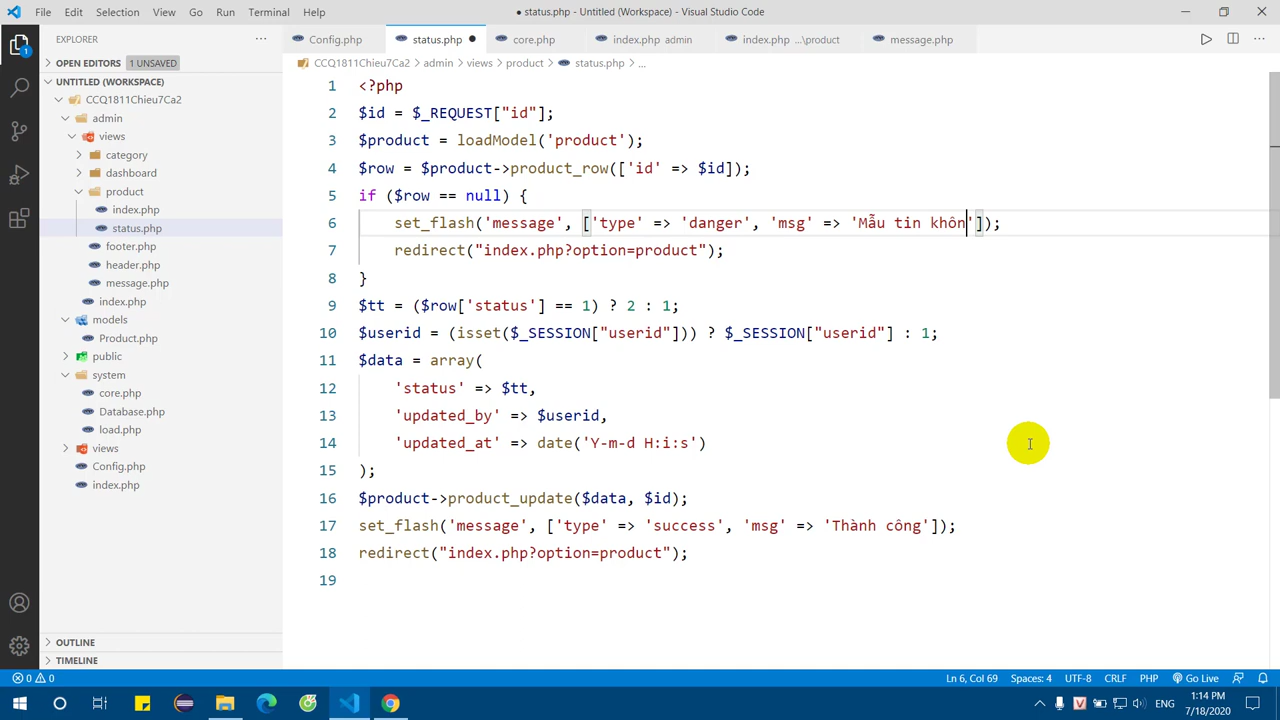 File Edit Selection View Go Run Terminal Help
● status.php - Untitled (Workspace) - Visual Studio Code
EXPLORER
Config.php
status.php
core.php
index.php admin
index.php ...\product
message.php
CCQ1811Chieu7Ca2 > admin > views > product > status.php > ...
OPEN EDITORS 1 UNSAVED
UNTITLED (WORKSPACE)
CCQ1811Chieu7Ca2
admin
views
category
dashboard
product
index.php
status.php
footer.php
header.php
message.php
index.php
models
Product.php
public
system
core.php
Database.php
load.php
views
Config.php
index.php
OUTLINE
TIMELINE
1 <?php
2 $id = $_REQUEST["id"];
3 $product = loadModel('product');
4 $row = $product->product_row(['id' => $id]);
5 if ($row == null) {
6 set_flash('message', ['type' => 'danger', 'msg' => 'Mẫu tin khôn']);
7 redirect("index.php?option=product");
8 }
9 $tt = ($row['status'] == 1) ? 2 : 1;
10 $userid = (isset($_SESSION["userid"])) ? $_SESSION["userid"] : 1;
11 $data = array(
12 'status' => $tt,
13 'updated_by' => $userid,
14 'updated_at' => date('Y-m-d H:i:s')
15 );
16 $product->product_update($data, $id);
17 set_flash('message', ['type' => 'success', 'msg' => 'Thành công']);
18 redirect("index.php?option=product");
19
0 0
Ln 6, Col 69 Spaces: 4 UTF-8 CRLF PHP Go Live
ENG
1:14 PM
7/18/2020